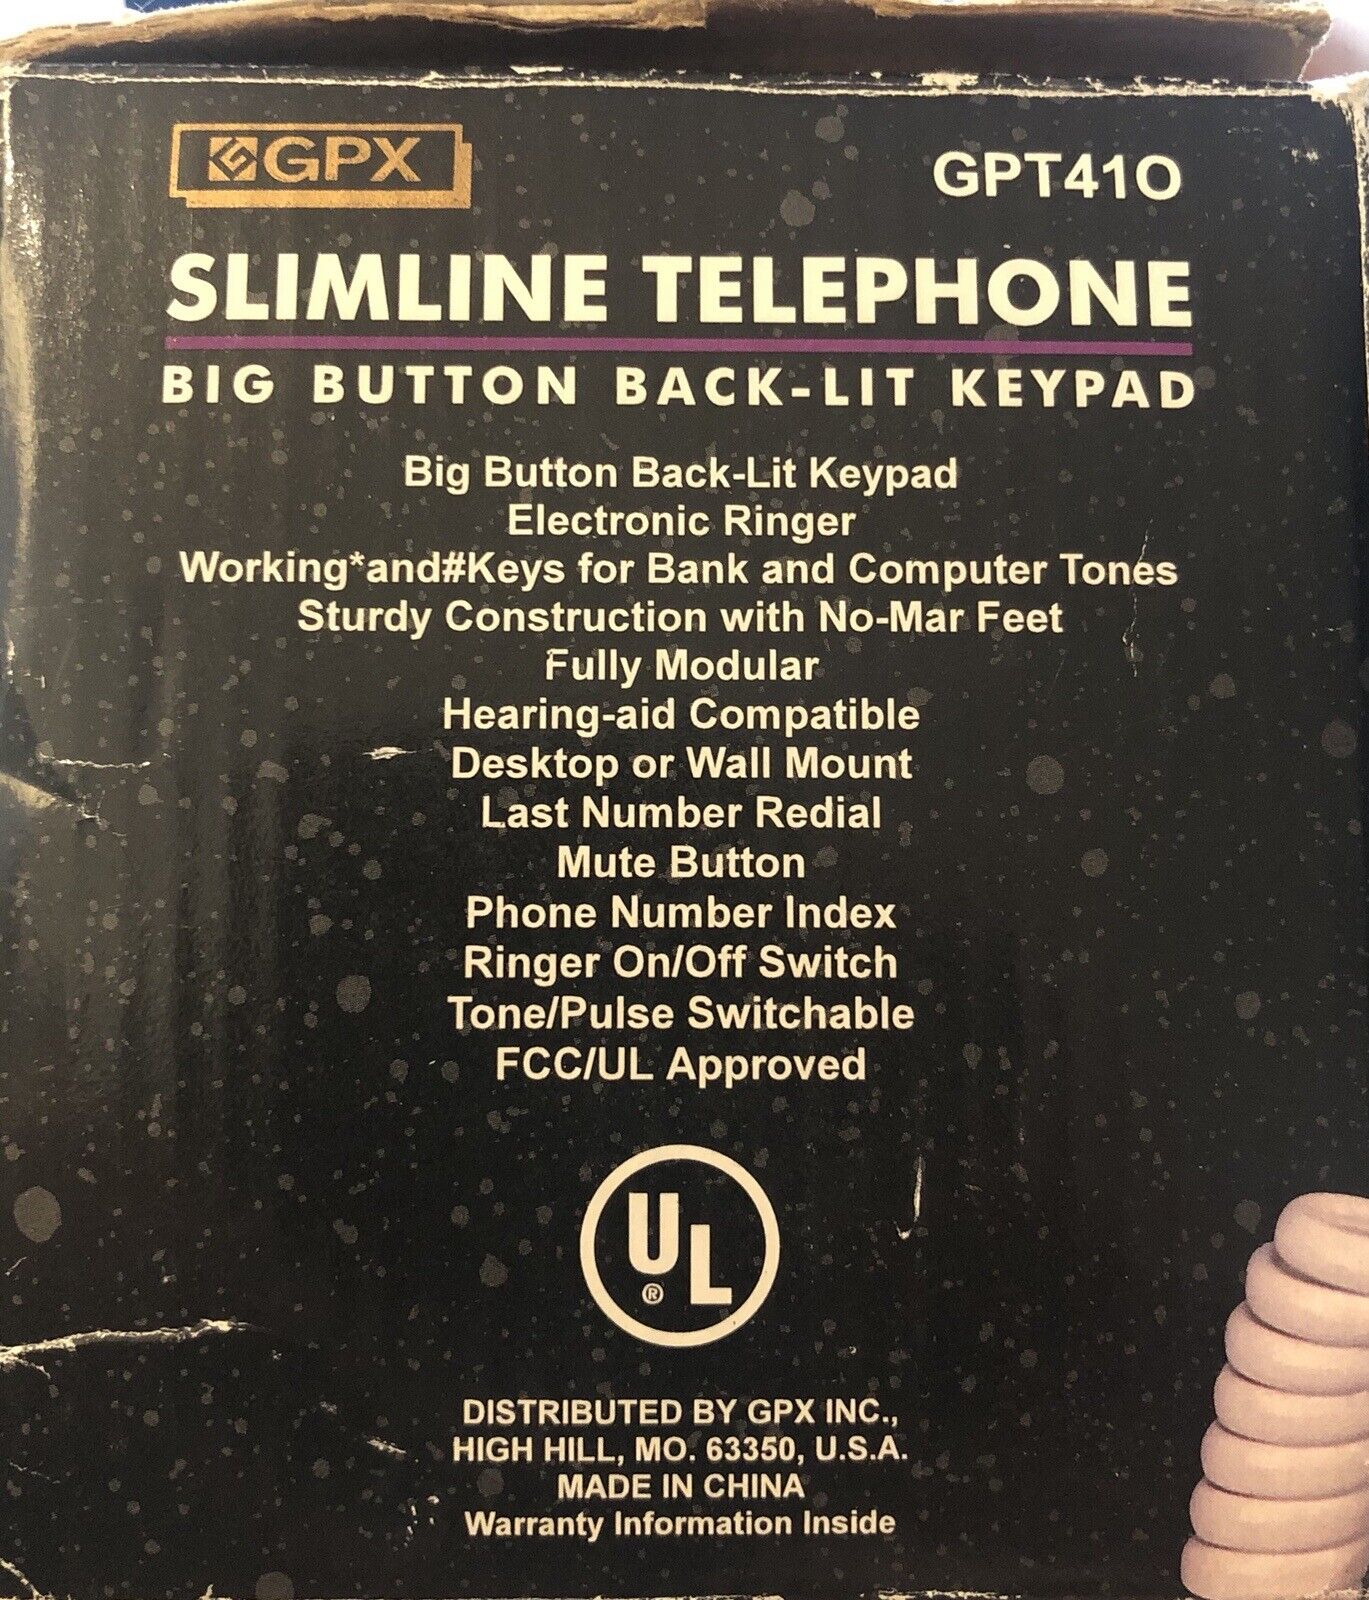 GPX
GPT410
SLIMLINE TELEPHONE
BIG BUTTON BACK-LIT KEYPAD
Big Button Back-Lit Keypad
Electronic Ringer
Working*and#Keys for Bank and Computer Tones
Sturdy Construction with No-Mar Feet
Fully Modular
Hearing-aid Compatible
Desktop or Wall Mount
Last Number Redial
Mute Button
Phone Number Index
Ringer On/Off Switch
Tone/Pulse Switchable
FCC/UL Approved
UL
®
DISTRIBUTED BY GPX INC.,
HIGH HILL, MO. 63350, U.S.A.
MADE IN CHINA
Warranty Information Inside